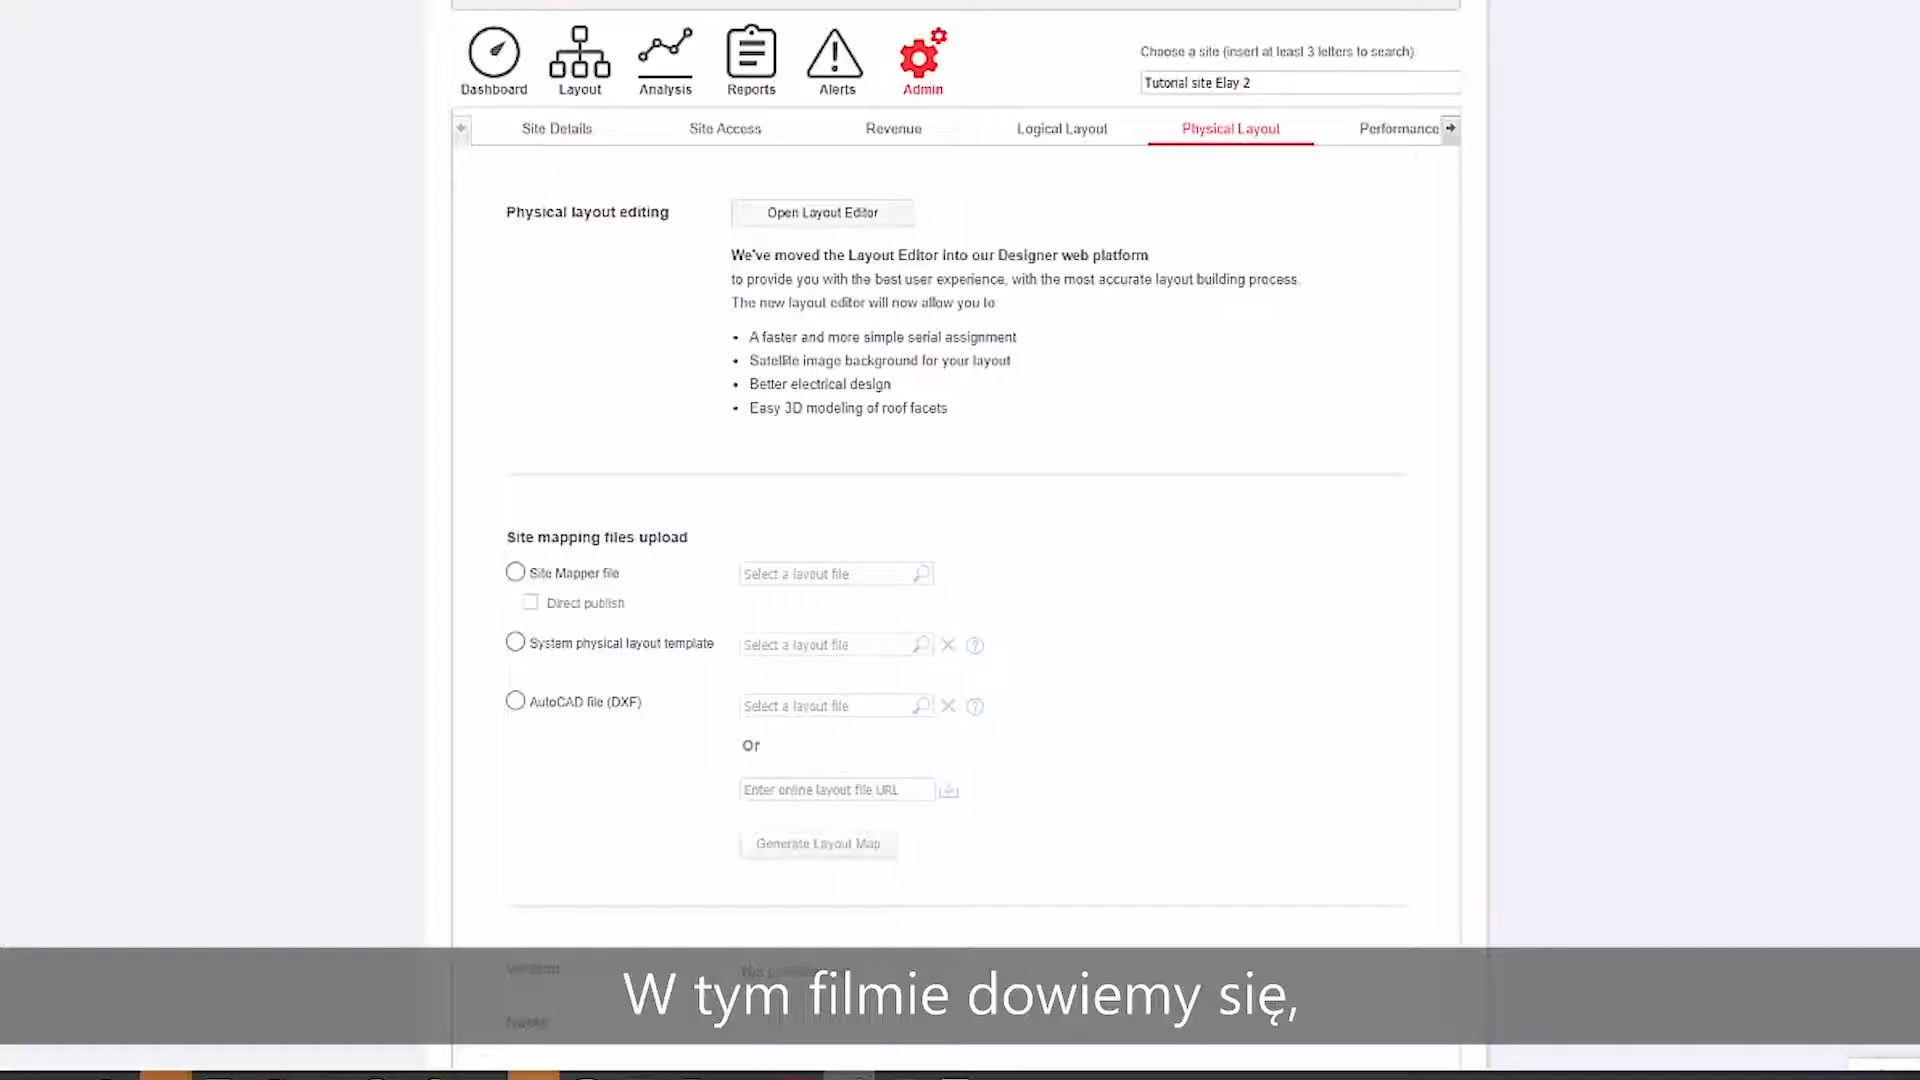 Dashboard
Layout
Analysis
Reports
Alerts
Admin
Choose a site (insert at least 3 letters to search):
Tutorial site Elay 2
Site Details
Site Access
Revenue
Logical Layout
Physical Layout
Performance
Physical layout editing
Open Layout Editor
We've moved the Layout Editor into our Designer web platform
to provide you with the best user experience, with the most accurate layout building process.
The new layout editor will now allow you to:
• A faster and more simple serial assignment
• Satellite image background for your layout
• Better electrical design
• Easy 3D modeling of roof facets
Site mapping files upload
Site Mapper file
Select a layout file
Direct publish
System physical layout template
Select a layout file
AutoCAD file (DXF)
Select a layout file
Or
Enter online layout file URL
Generate Layout Map
W tym filmie dowiemy się,